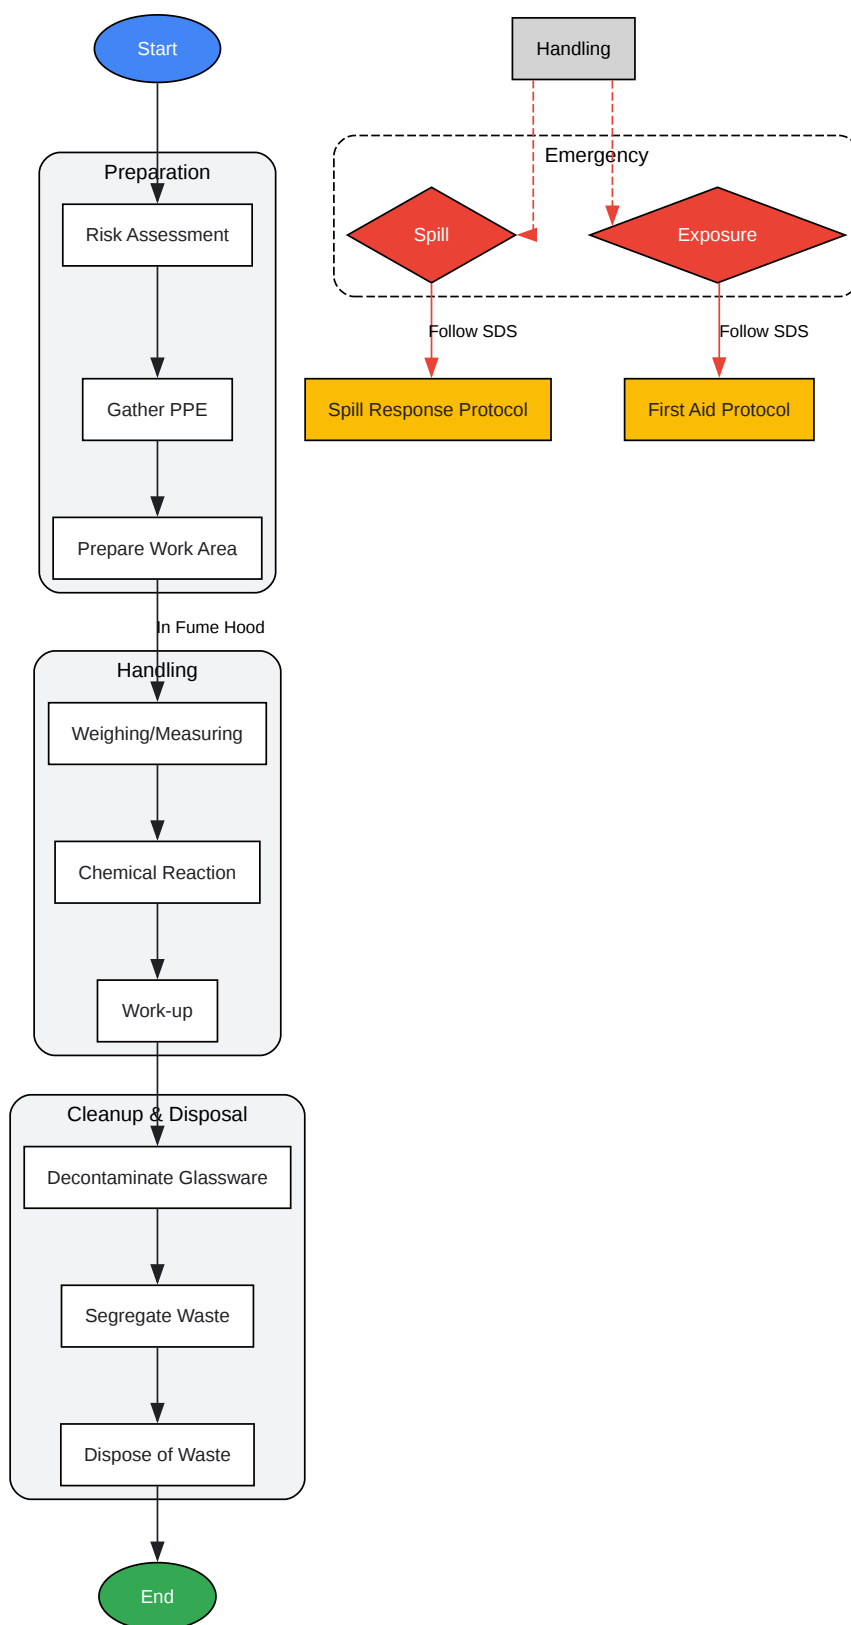 Start
Handling
Emergency
Preparation
Risk Assessment
Spill
Exposure
Follow SDS
Follow SDS
Gather PPE
Spill Response Protocol
First Aid Protocol
Prepare Work Area
In Fume Hood
Handling
Weighing/Measuring
Chemical Reaction
Work-up
Cleanup & Disposal
Decontaminate Glassware
Segregate Waste
Dispose of Waste
End